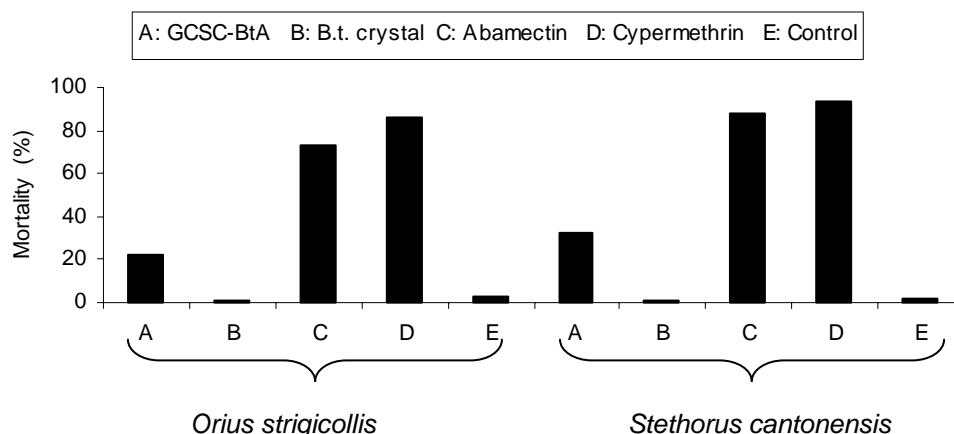 A: GCSC-BtA B: B.t. crystal C: Abamectin D: Cypermethrin E: Control
Mortality (%)
100
80
60
40
20
0
A B C D E A B C D E
Orius strigicollis Stethorus cantonensis